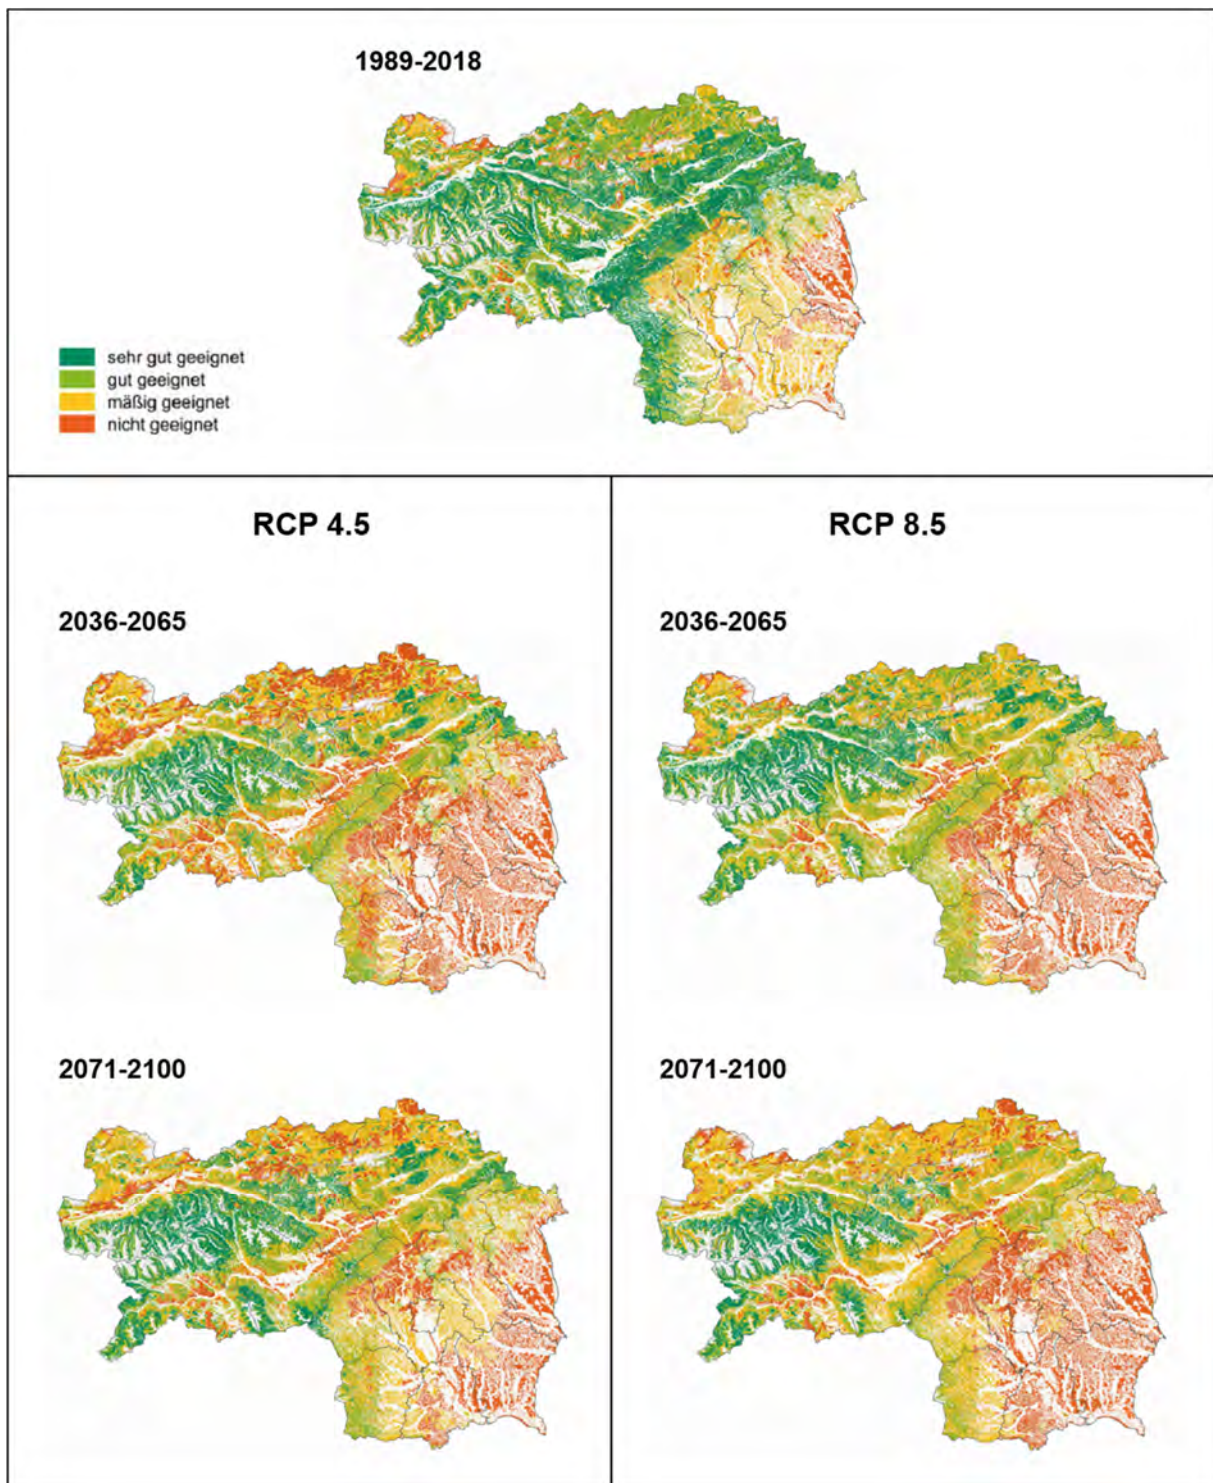 1989-2018
sehr gut geeignet
gut geeignet
mäßig geeignet
nicht geeignet
RCP 4.5
RCP 8.5
2036-2065
2036-2065
2071-2100
2071-2100